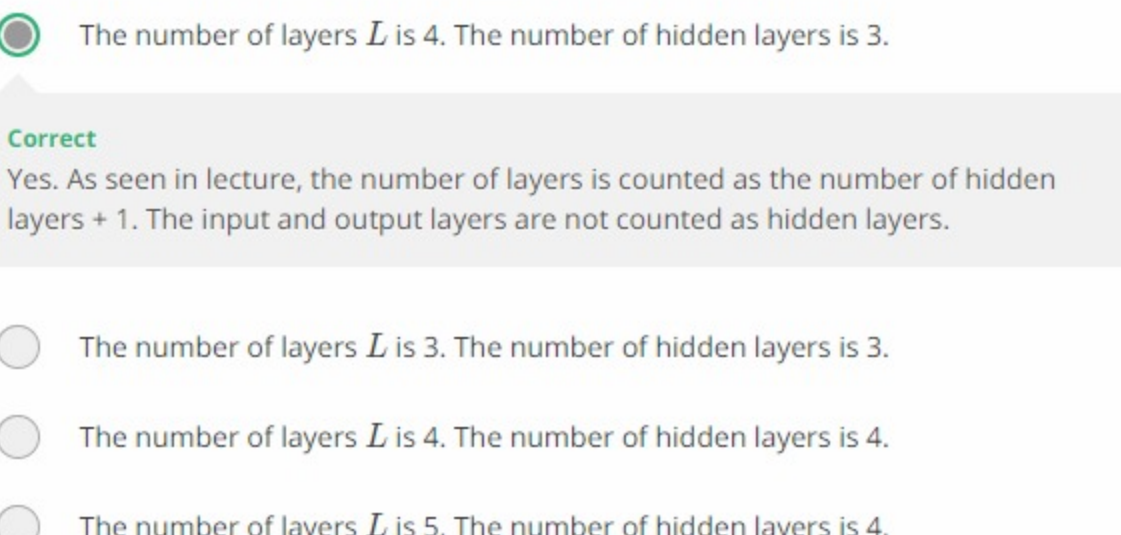 The number of layers L is 4. The number of hidden layers is 3.
Correct
Yes. As seen in lecture, the number of layers is counted as the number of hidden
layers + 1. The input and output layers are not counted as hidden layers.
The number of layers L is 3. The number of hidden layers is 3.
The number of layers L is 4. The number of hidden layers is 4.
The number of layers L is 5. The number of hidden layers is 4.